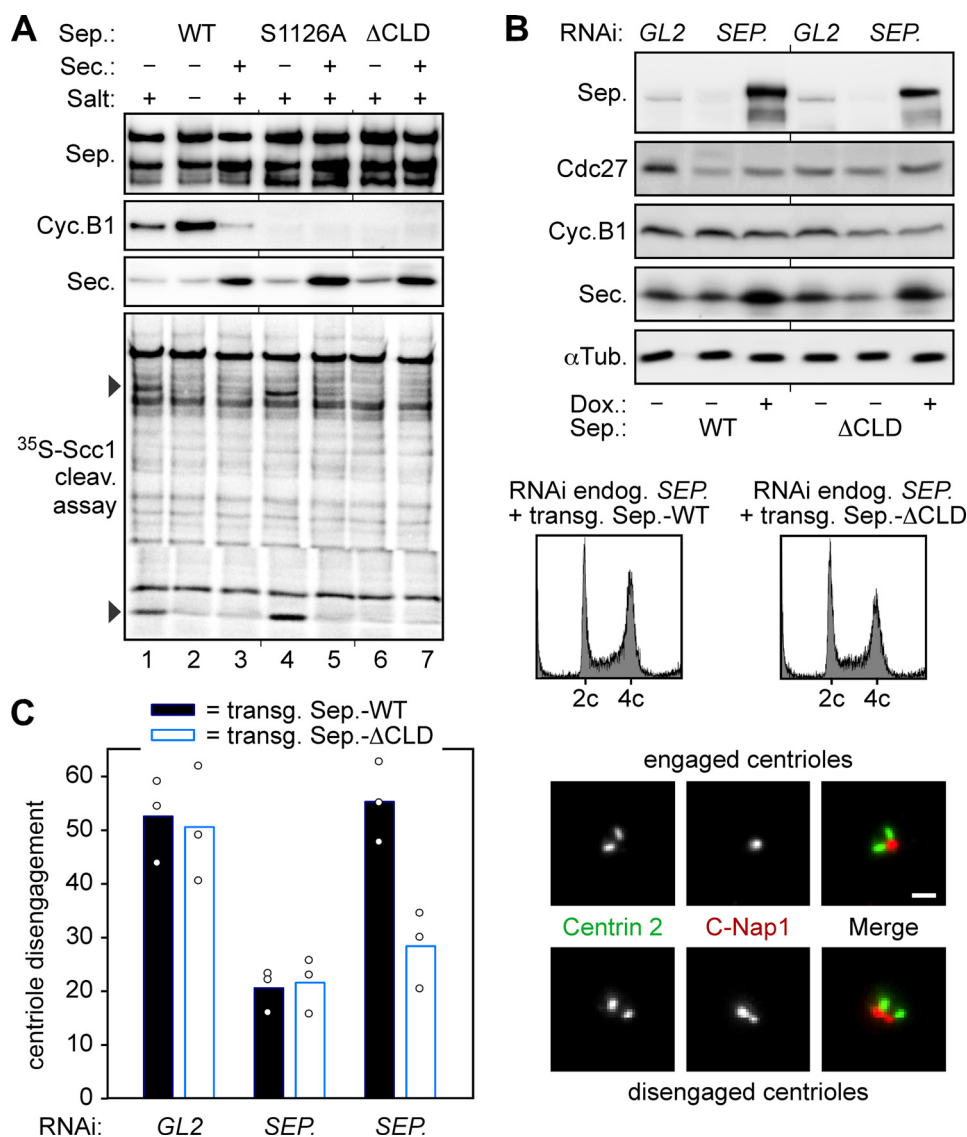 A
Sep.: WT S1126A ΔCLD
Sec.: – – + – + – +
Salt: + – + + + + +
Sep.
Cyc.B1
Sec.
35S-Scc1
cleav.
assay
1 2 3 4 5 6 7
B
RNAi: GL2 SEP. GL2 SEP.
Sep.
Cdc27
Cyc.B1
Sec.
αTub.
Dox.: – – + – – +
Sep.: WT ΔCLD
RNAi endog. SEP.
+ transg. Sep.-WT
2c 4c
RNAi endog. SEP.
+ transg. Sep.-ΔCLD
2c 4c
C
= transg. Sep.-WT
= transg. Sep.-ΔCLD
centriole disengagement
60
50
40
30
20
10
0
RNAi: GL2 SEP. SEP.
engaged centrioles
Centrin 2 C-Nap1 Merge
disengaged centrioles